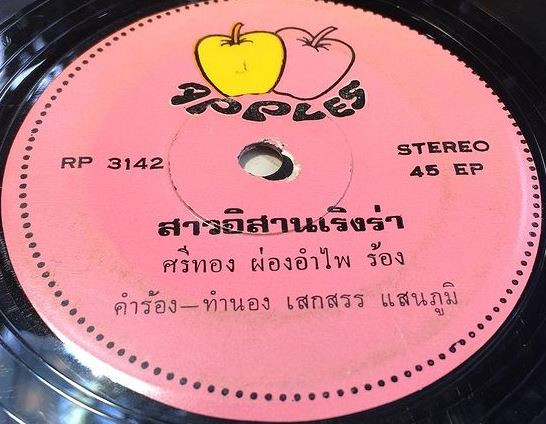 APPLES
RP 3142
STEREO
45 EP
สาวอิสานเริงร่า
ศรีทอง ผ่องอำไพ ร้อง
คำร้อง—ทำนอง เสกสรร แสนภูมิ